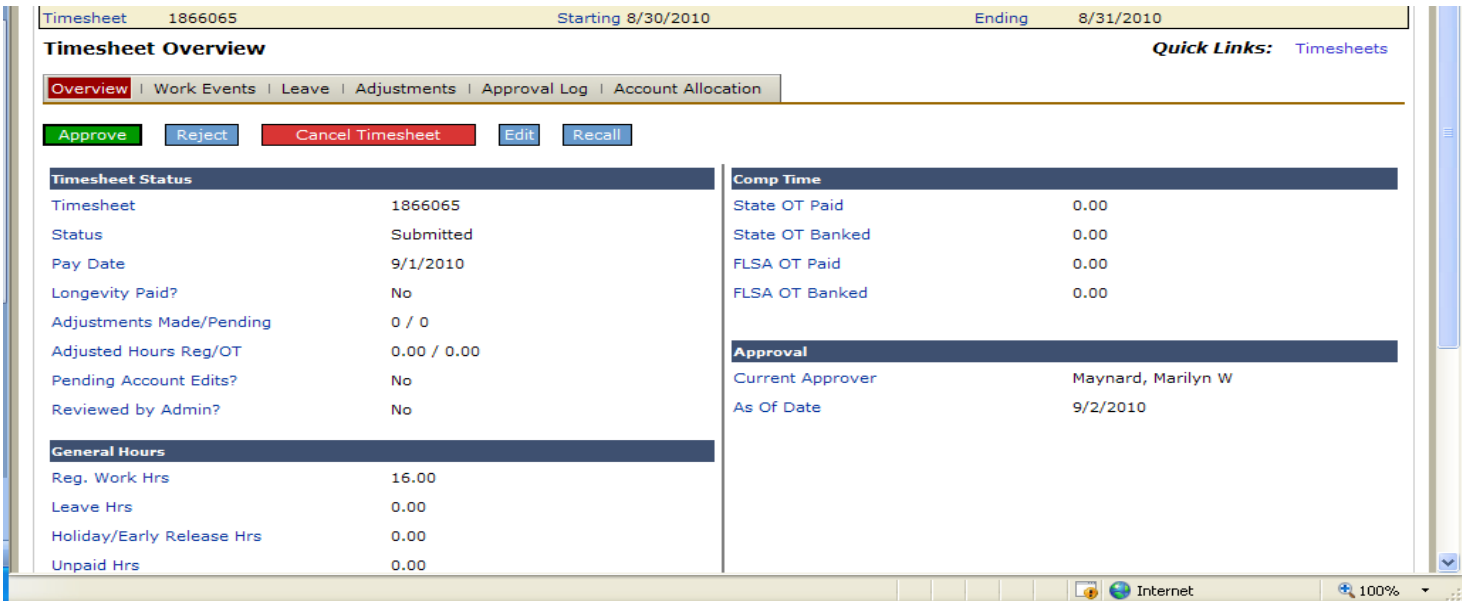 Timesheet 1866065 Starting 8/30/2010 Ending 8/31/2010
Timesheet Overview Quick Links: Timesheets
Overview | Work Events | Leave | Adjustments | Approval Log | Account Allocation
Approve Reject Cancel Timesheet Edit Recall
Timesheet Status
Timesheet 1866065
Status Submitted
Pay Date 9/1/2010
Longevity Paid? No
Adjustments Made/Pending 0 / 0
Adjusted Hours Reg/OT 0.00 / 0.00
Pending Account Edits? No
Reviewed by Admin? No
General Hours
Reg. Work Hrs 16.00
Leave Hrs 0.00
Holiday/Early Release Hrs 0.00
Unpaid Hrs 0.00
Comp Time
State OT Paid 0.00
State OT Banked 0.00
FLSA OT Paid 0.00
FLSA OT Banked 0.00
Approval
Current Approver Maynard, Marilyn W
As Of Date 9/2/2010
Internet 100%